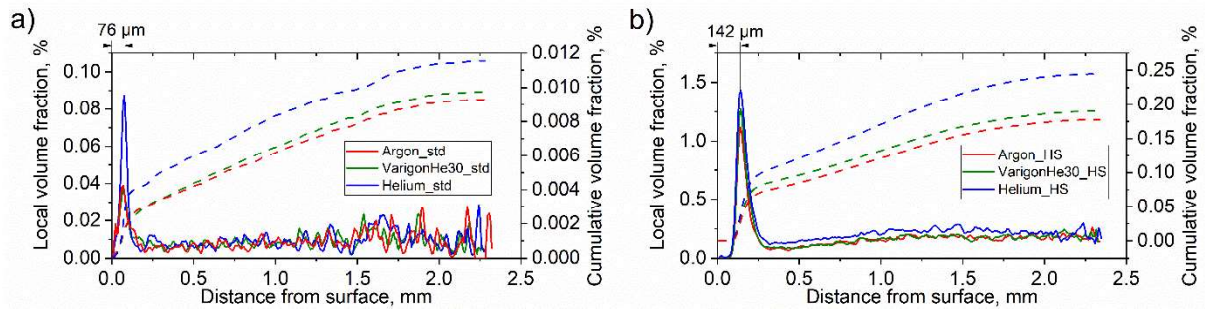 a)
76 µm
Local volume fraction, %
0.10
0.08
0.06
0.04
0.02
0.00
0.0
0.5
1.0
1.5
2.0
2.5
Distance from surface, mm
0.012
0.010
0.008
0.006
0.004
0.002
0.000
Cumulative volume fraction, %
Argon_std
VarigonHe30_std
Helium_std
b)
142 µm
Local volume fraction, %
1.5
1.0
0.5
0.0
0.0
0.5
1.0
1.5
2.0
2.5
Distance from surface, mm
0.25
0.20
0.15
0.10
0.05
0.00
Cumulative volume fraction, %
Argon_HS
VarigonHe30_HS
Helium_HS